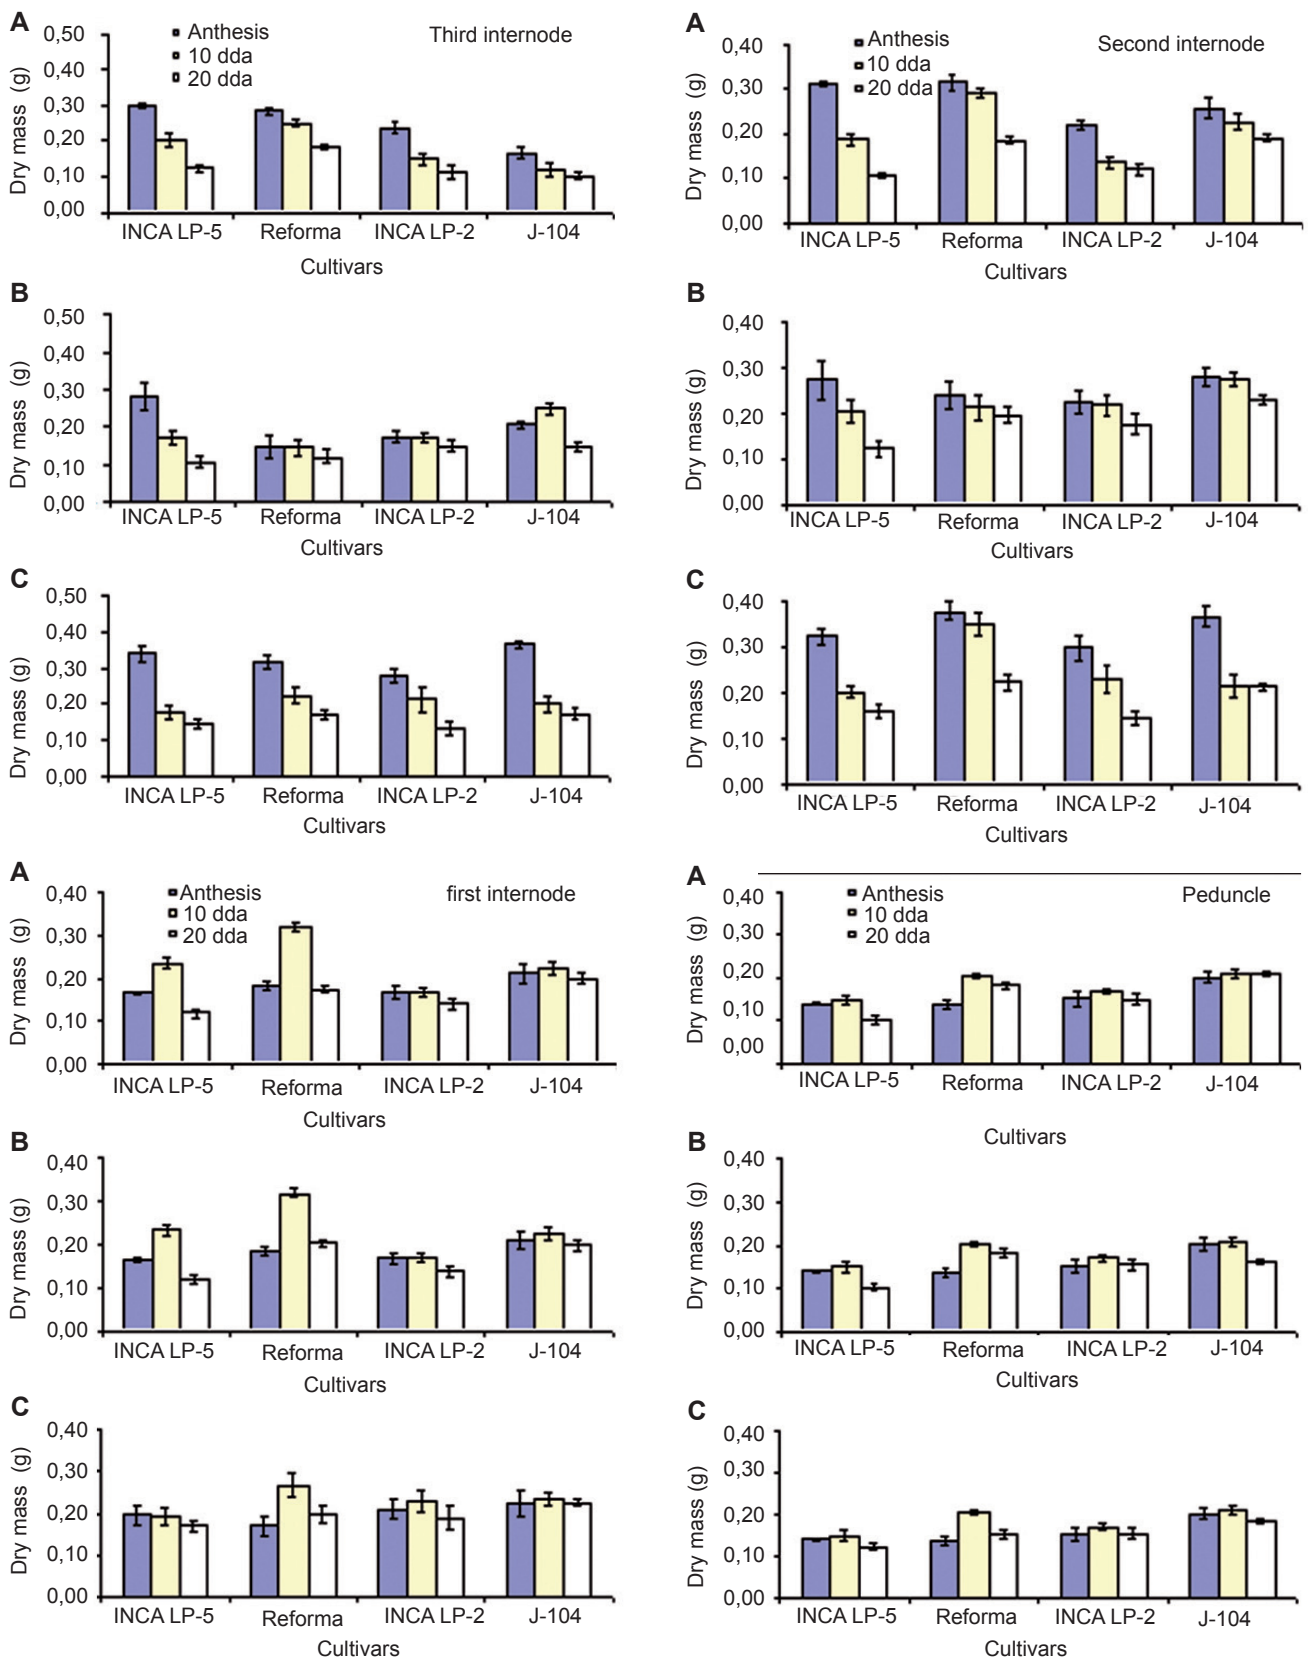 A
Third internode
Anthesis
10 dda
20 dda
Dry mass (g)
0,50
0,40
0,30
0,20
0,10
0,00
INCA LP-5 Reforma INCA LP-2 J-104
Cultivars
B
Dry mass (g)
0,50
0,40
0,30
0,20
0,10
0,00
INCA LP-5 Reforma INCA LP-2 J-104
Cultivars
C
Dry mass (g)
0,50
0,40
0,30
0,20
0,10
0,00
INCA LP-5 Reforma INCA LP-2 J-104
Cultivars
A
Second internode
Anthesis
10 dda
20 dda
Dry mass (g)
0,40
0,30
0,20
0,10
0,00
INCA LP-5 Reforma INCA LP-2 J-104
Cultivars
B
Dry mass (g)
0,40
0,30
0,20
0,10
0,00
INCA LP-5 Reforma INCA LP-2 J-104
Cultivars
C
Dry mass (g)
0,40
0,30
0,20
0,10
0,00
INCA LP-5 Reforma INCA LP-2 J-104
Cultivars
A
first internode
Anthesis
10 dda
20 dda
Dry mass (g)
0,40
0,30
0,20
0,10
0,00
INCA LP-5 Reforma INCA LP-2 J-104
Cultivars
B
Dry mass (g)
0,40
0,30
0,20
0,10
0,00
INCA LP-5 Reforma INCA LP-2 J-104
Cultivars
C
Dry mass (g)
0,40
0,30
0,20
0,10
0,00
INCA LP-5 Reforma INCA LP-2 J-104
Cultivars
A
Peduncle
Anthesis
10 dda
20 dda
Dry mass (g)
0,40
0,30
0,20
0,10
0,00
INCA LP-5 Reforma INCA LP-2 J-104
Cultivars
B
Dry mass (g)
0,40
0,30
0,20
0,10
0,00
INCA LP-5 Reforma INCA LP-2 J-104
Cultivars
C
Dry mass (g)
0,40
0,30
0,20
0,10
0,00
INCA LP-5 Reforma INCA LP-2 J-104
Cultivars